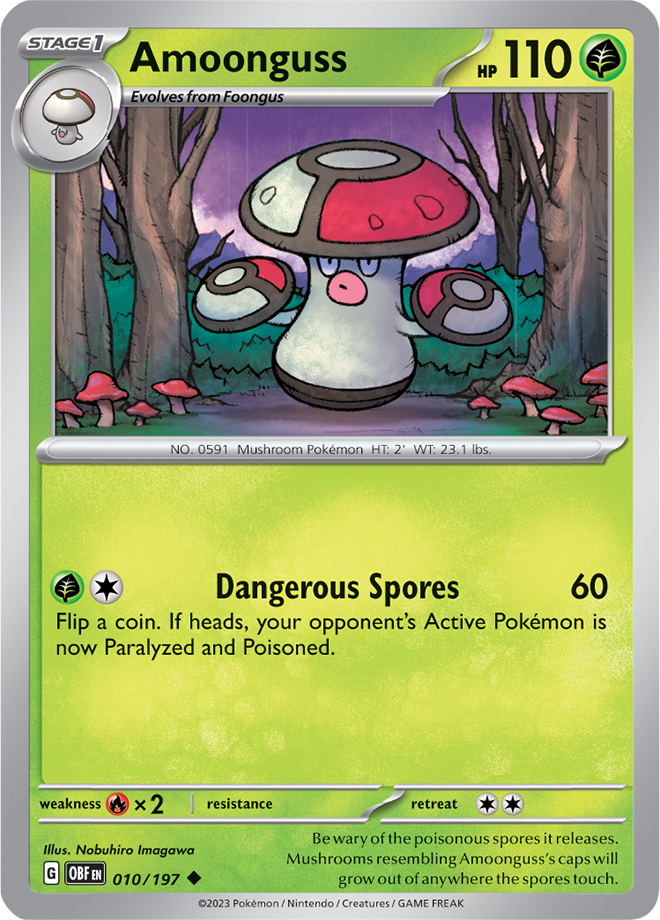 STAGE 1
Amoonguss
HP 110
Evolves from Foongus
NO. 0591 Mushroom Pokémon HT: 2' WT: 23.1 lbs.
Dangerous Spores 60
Flip a coin. If heads, your opponent's Active Pokémon is
now Paralyzed and Poisoned.
weakness ×2 resistance retreat
Illus. Nobuhiro Imagawa
G OBF EN 010/197
Be wary of the poisonous spores it releases.
Mushrooms resembling Amoonguss's caps will
grow out of anywhere the spores touch.
©2023 Pokémon / Nintendo / Creatures / GAME FREAK